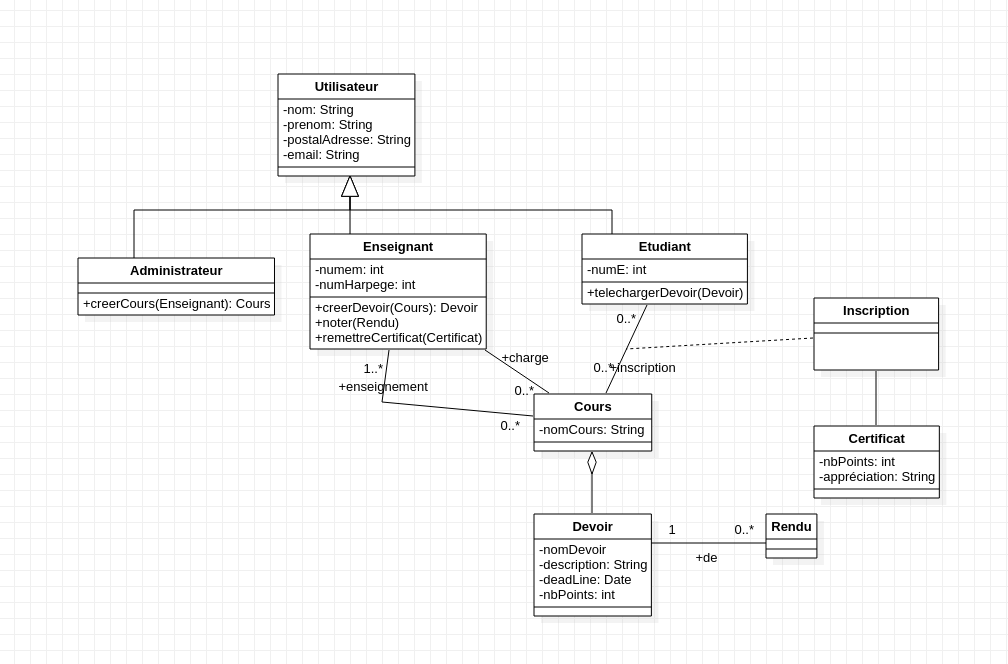 Utilisateur
-nom: String
-prenom: String
-postalAdresse: String
-email: String
Administrateur
+creerCours(Enseignant): Cours
Enseignant
-numem: int
-numHarpege: int
+creerDevoir(Cours): Devoir
+noter(Rendu)
+remettreCertificat(Certificat)
Etudiant
-numE: int
+telechargerDevoir(Devoir)
Inscription
0..*
0..*
+inscription
+charge
0..*
1..*
+enseignement
0..*
Cours
-nomCours: String
Certificat
-nbPoints: int
-appréciation: String
Devoir
-nomDevoir
-description: String
-deadLine: Date
-nbPoints: int
1
0..*
+de
Rendu